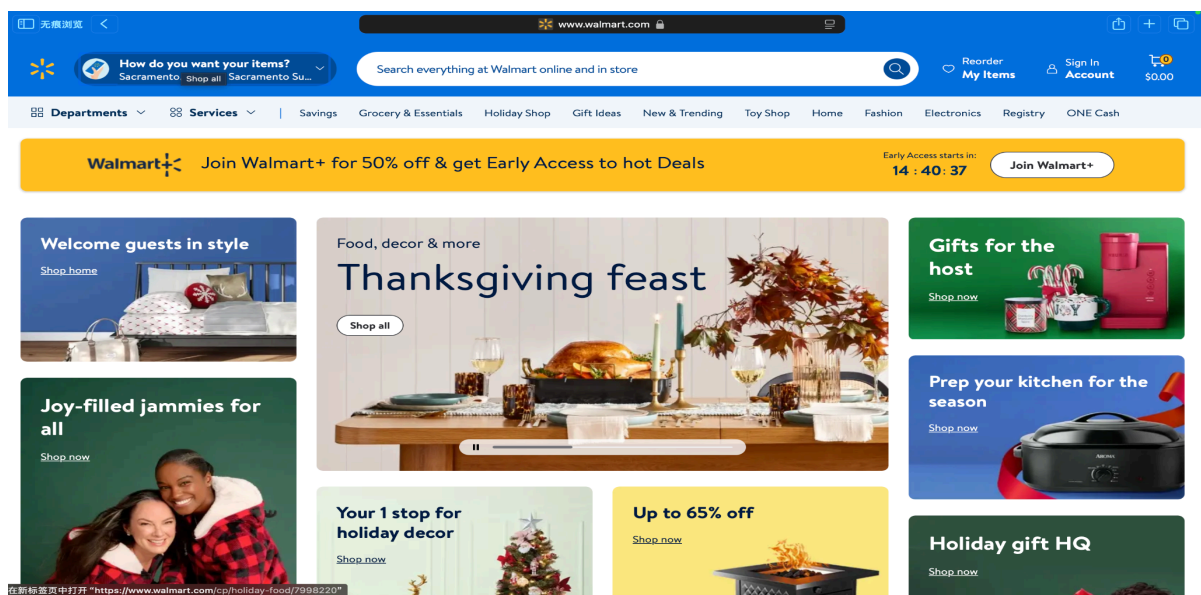 无痕浏览
www.walmart.com
How do you want your items?
Sacramento, Shop all Sacramento Su...
Search everything at Walmart online and in store
Reorder
My Items
Sign In
Account
0
$0.00
Departments
Services
Savings
Grocery & Essentials
Holiday Shop
Gift Ideas
New & Trending
Toy Shop
Home
Fashion
Electronics
Registry
ONE Cash
Walmart+
Join Walmart+ for 50% off & get Early Access to hot Deals
Early Access starts in:
14 : 40: 37
Join Walmart+
Welcome guests in style
Shop home
Food, decor & more
Thanksgiving feast
Shop all
Gifts for the
host
Shop now
JOY
Prep your kitchen for the
season
Shop now
AROMA
Joy-filled jammies for
all
Shop now
Your 1 stop for
holiday decor
Shop now
Up to 65% off
Shop now
Holiday gift HQ
Shop now
在新标签页中打开 "https://www.walmart.com/cp/holiday-food/7998220"